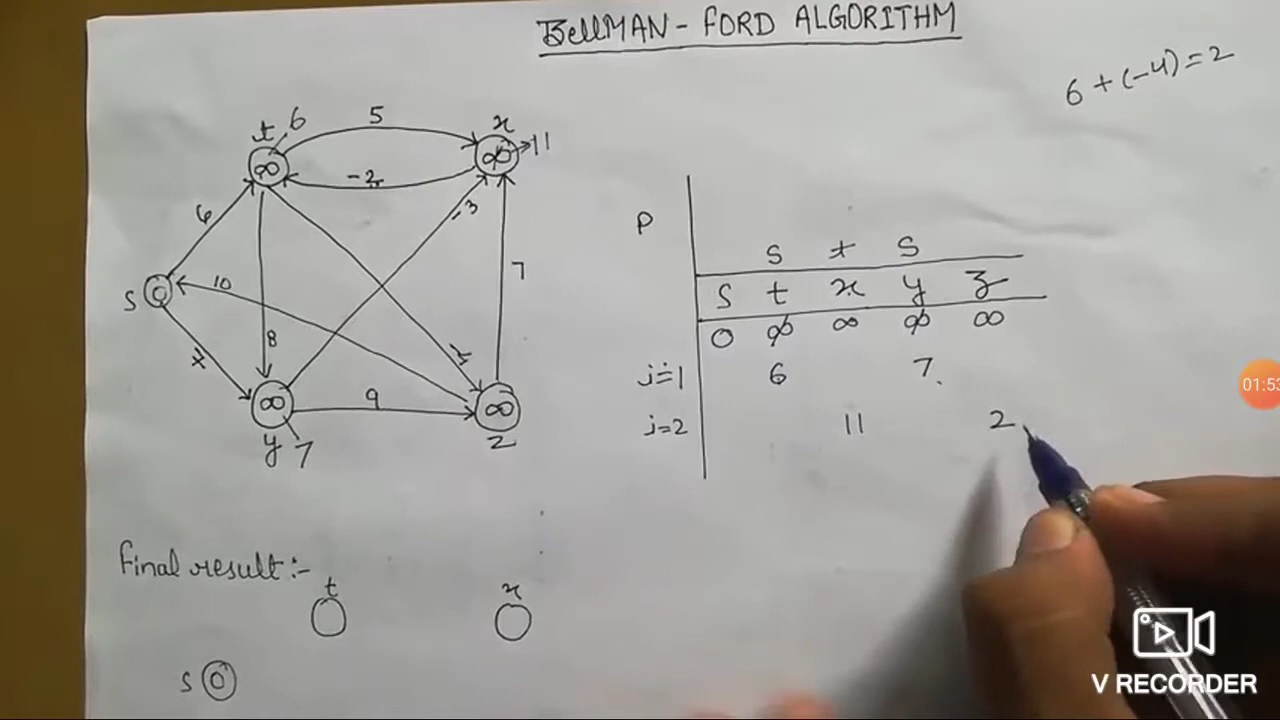 BellMAN - FORD ALGORITHM
6 + (-4) = 2
t 6
5
x
∞
∞ → 11
-2
6
-3
P
s t s
s t x y z
0 ∞ ∞ ∞ ∞
i=1 6 7
i=2 11 2
s 0
10
7
8
7
∞
9
∞
y 7
z
final result :-
t
x
s 0
01:53
V RECORDER